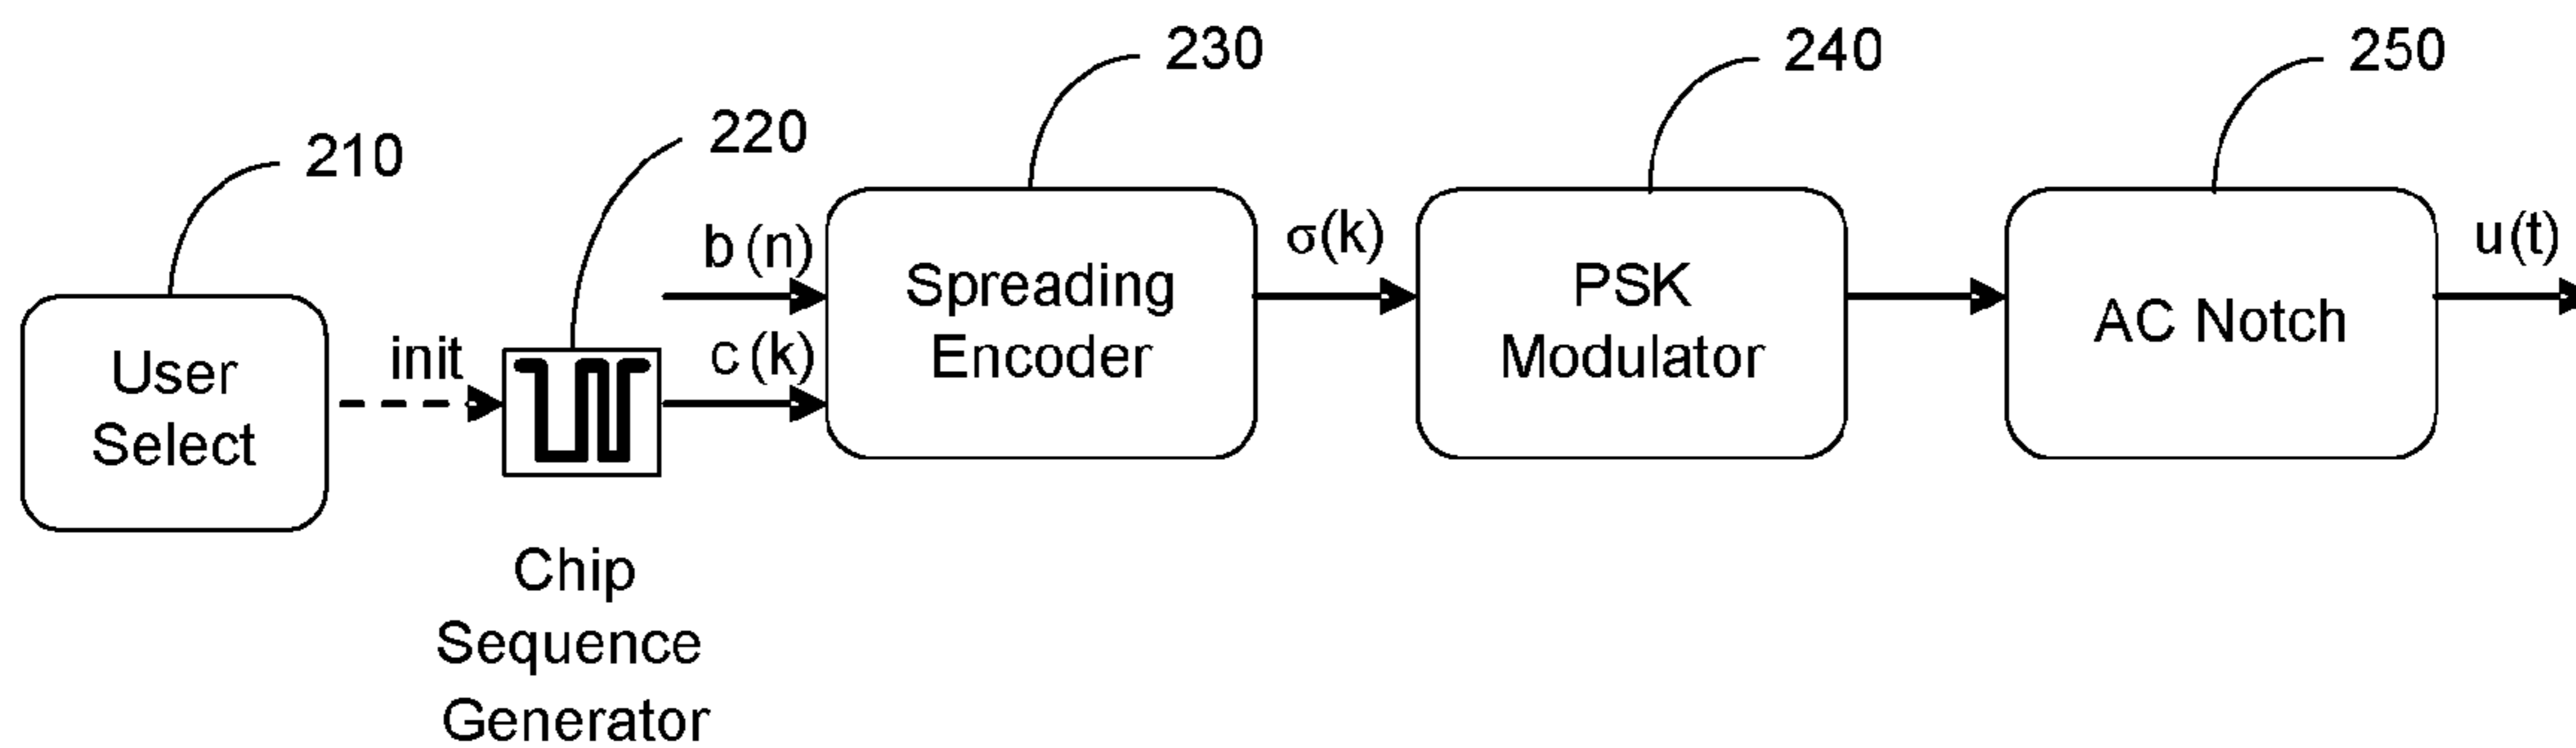 210
220
230
240
250
User
Select
init
b (n)
c (k)
Spreading
Encoder
σ(k)
PSK
Modulator
AC Notch
u (t)
Chip
Sequence
Generator